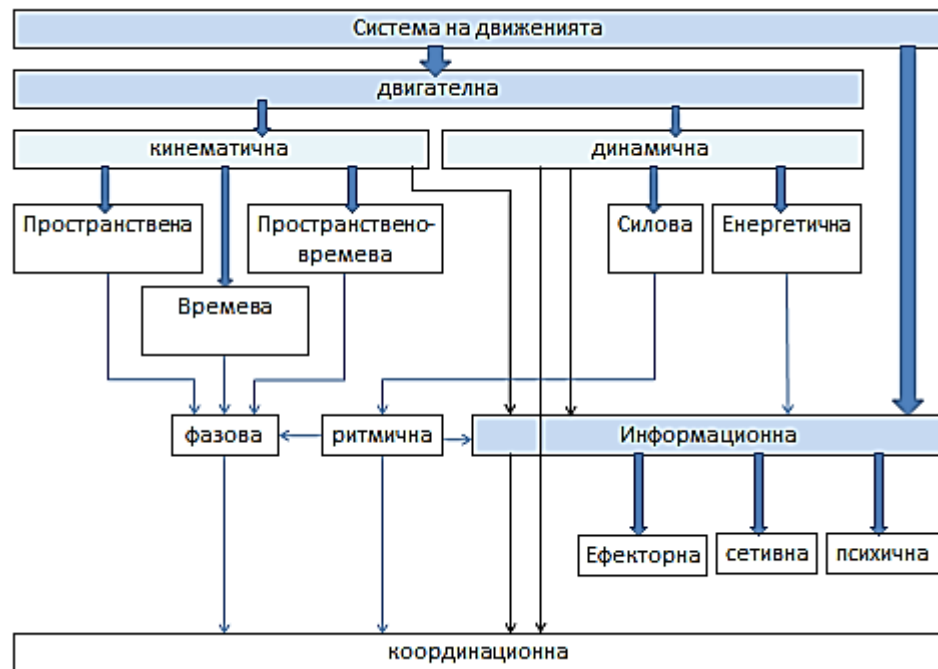 Система на движенията
двигателна
кинематична
динамична
Пространствена
Пространствено-
времева
Силова
Енергетична
Времева
фазова
ритмична
Информационна
Ефекторна
сетивна
психична
координационна